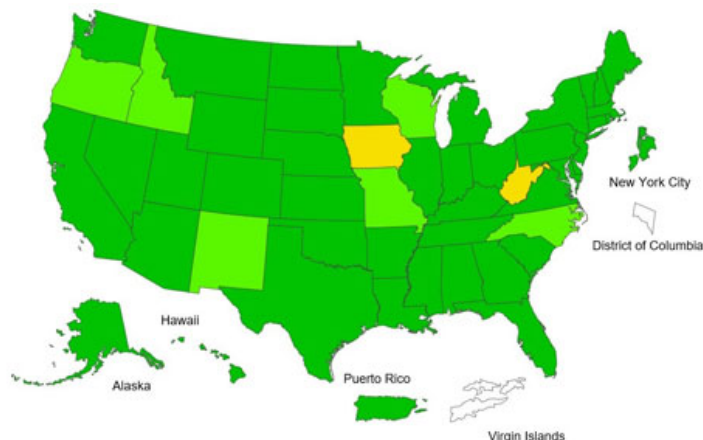 New York City
District of Columbia
Hawaii
Alaska
Puerto Rico
Virgin Islands